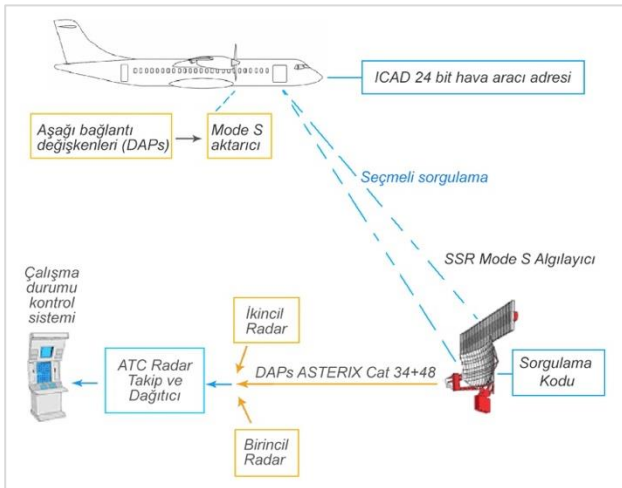 ICAD 24 bit hava aracı adresi
Aşağı bağlantı
değişkenleri (DAPs)
Mode S
aktarıcı
Seçmeli sorgulama
SSR Mode S Algılayıcı
Çalışma
durumu
kontrol
sistemi
İkincil
Radar
ATC Radar
Takip ve
Dağıtıcı
DAPs ASTERIX Cat 34+48
Sorgulama
Kodu
Birincil
Radar